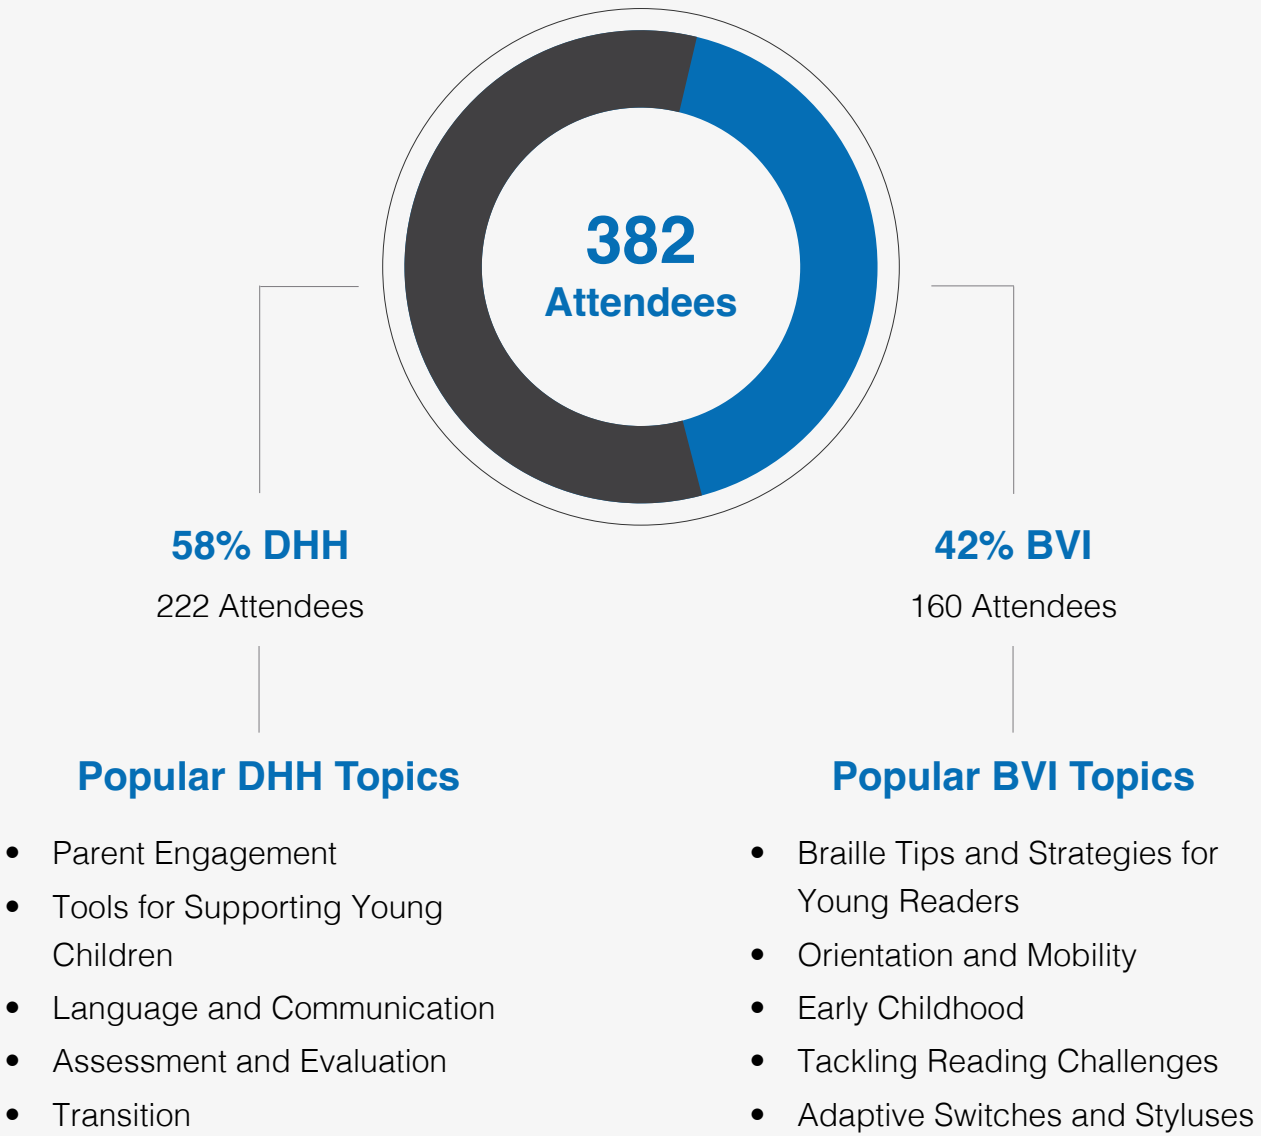 382
Attendees
58% DHH
222 Attendees
Popular DHH Topics
• Parent Engagement
• Tools for Supporting Young
Children
• Language and Communication
• Assessment and Evaluation
• Transition
42% BVI
160 Attendees
Popular BVI Topics
• Braille Tips and Strategies for
Young Readers
• Orientation and Mobility
• Early Childhood
• Tackling Reading Challenges
• Adaptive Switches and Styluses